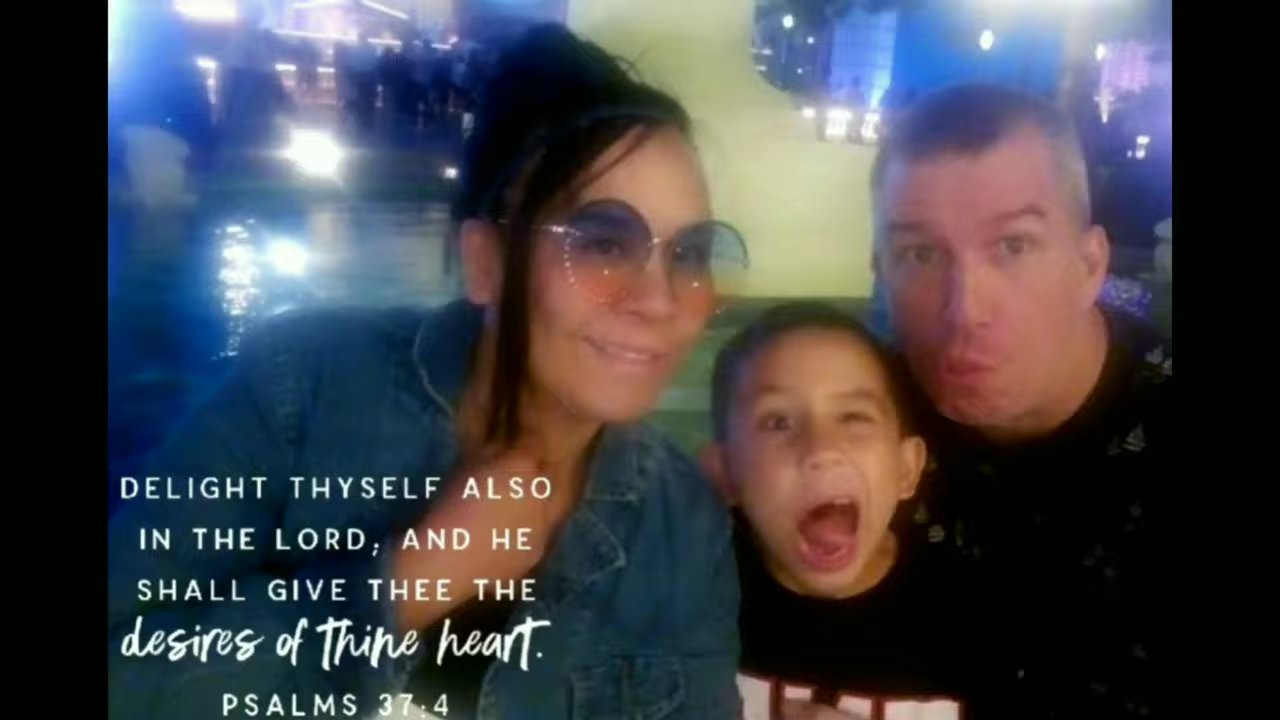 DELIGHT THYSELF ALSO
IN THE LORD; AND HE
SHALL GIVE THEE THE
desires of thine heart.
PSALMS 37:4